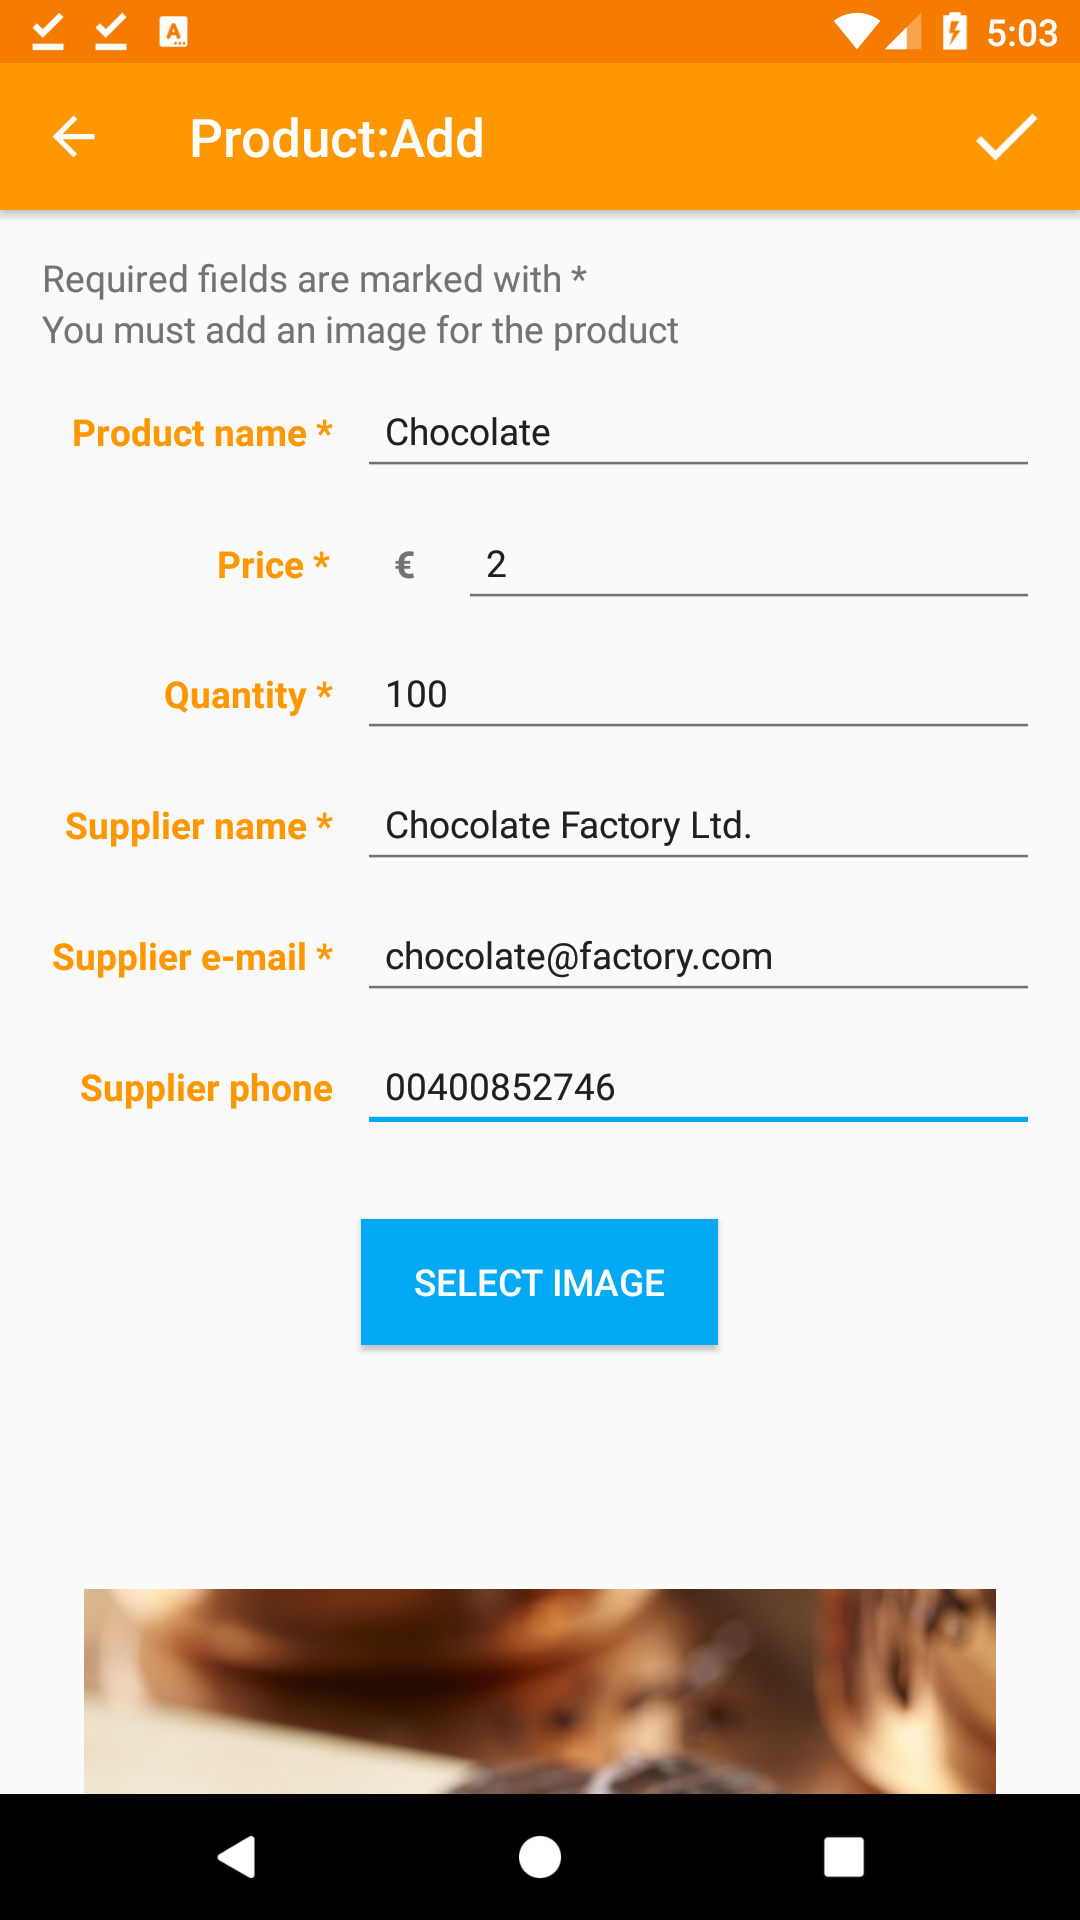 5:03
Product:Add
Required fields are marked with *
You must add an image for the product
Product name * Chocolate
Price * € 2
Quantity * 100
Supplier name * Chocolate Factory Ltd.
Supplier e-mail * chocolate@factory.com
Supplier phone 00400852746
SELECT IMAGE